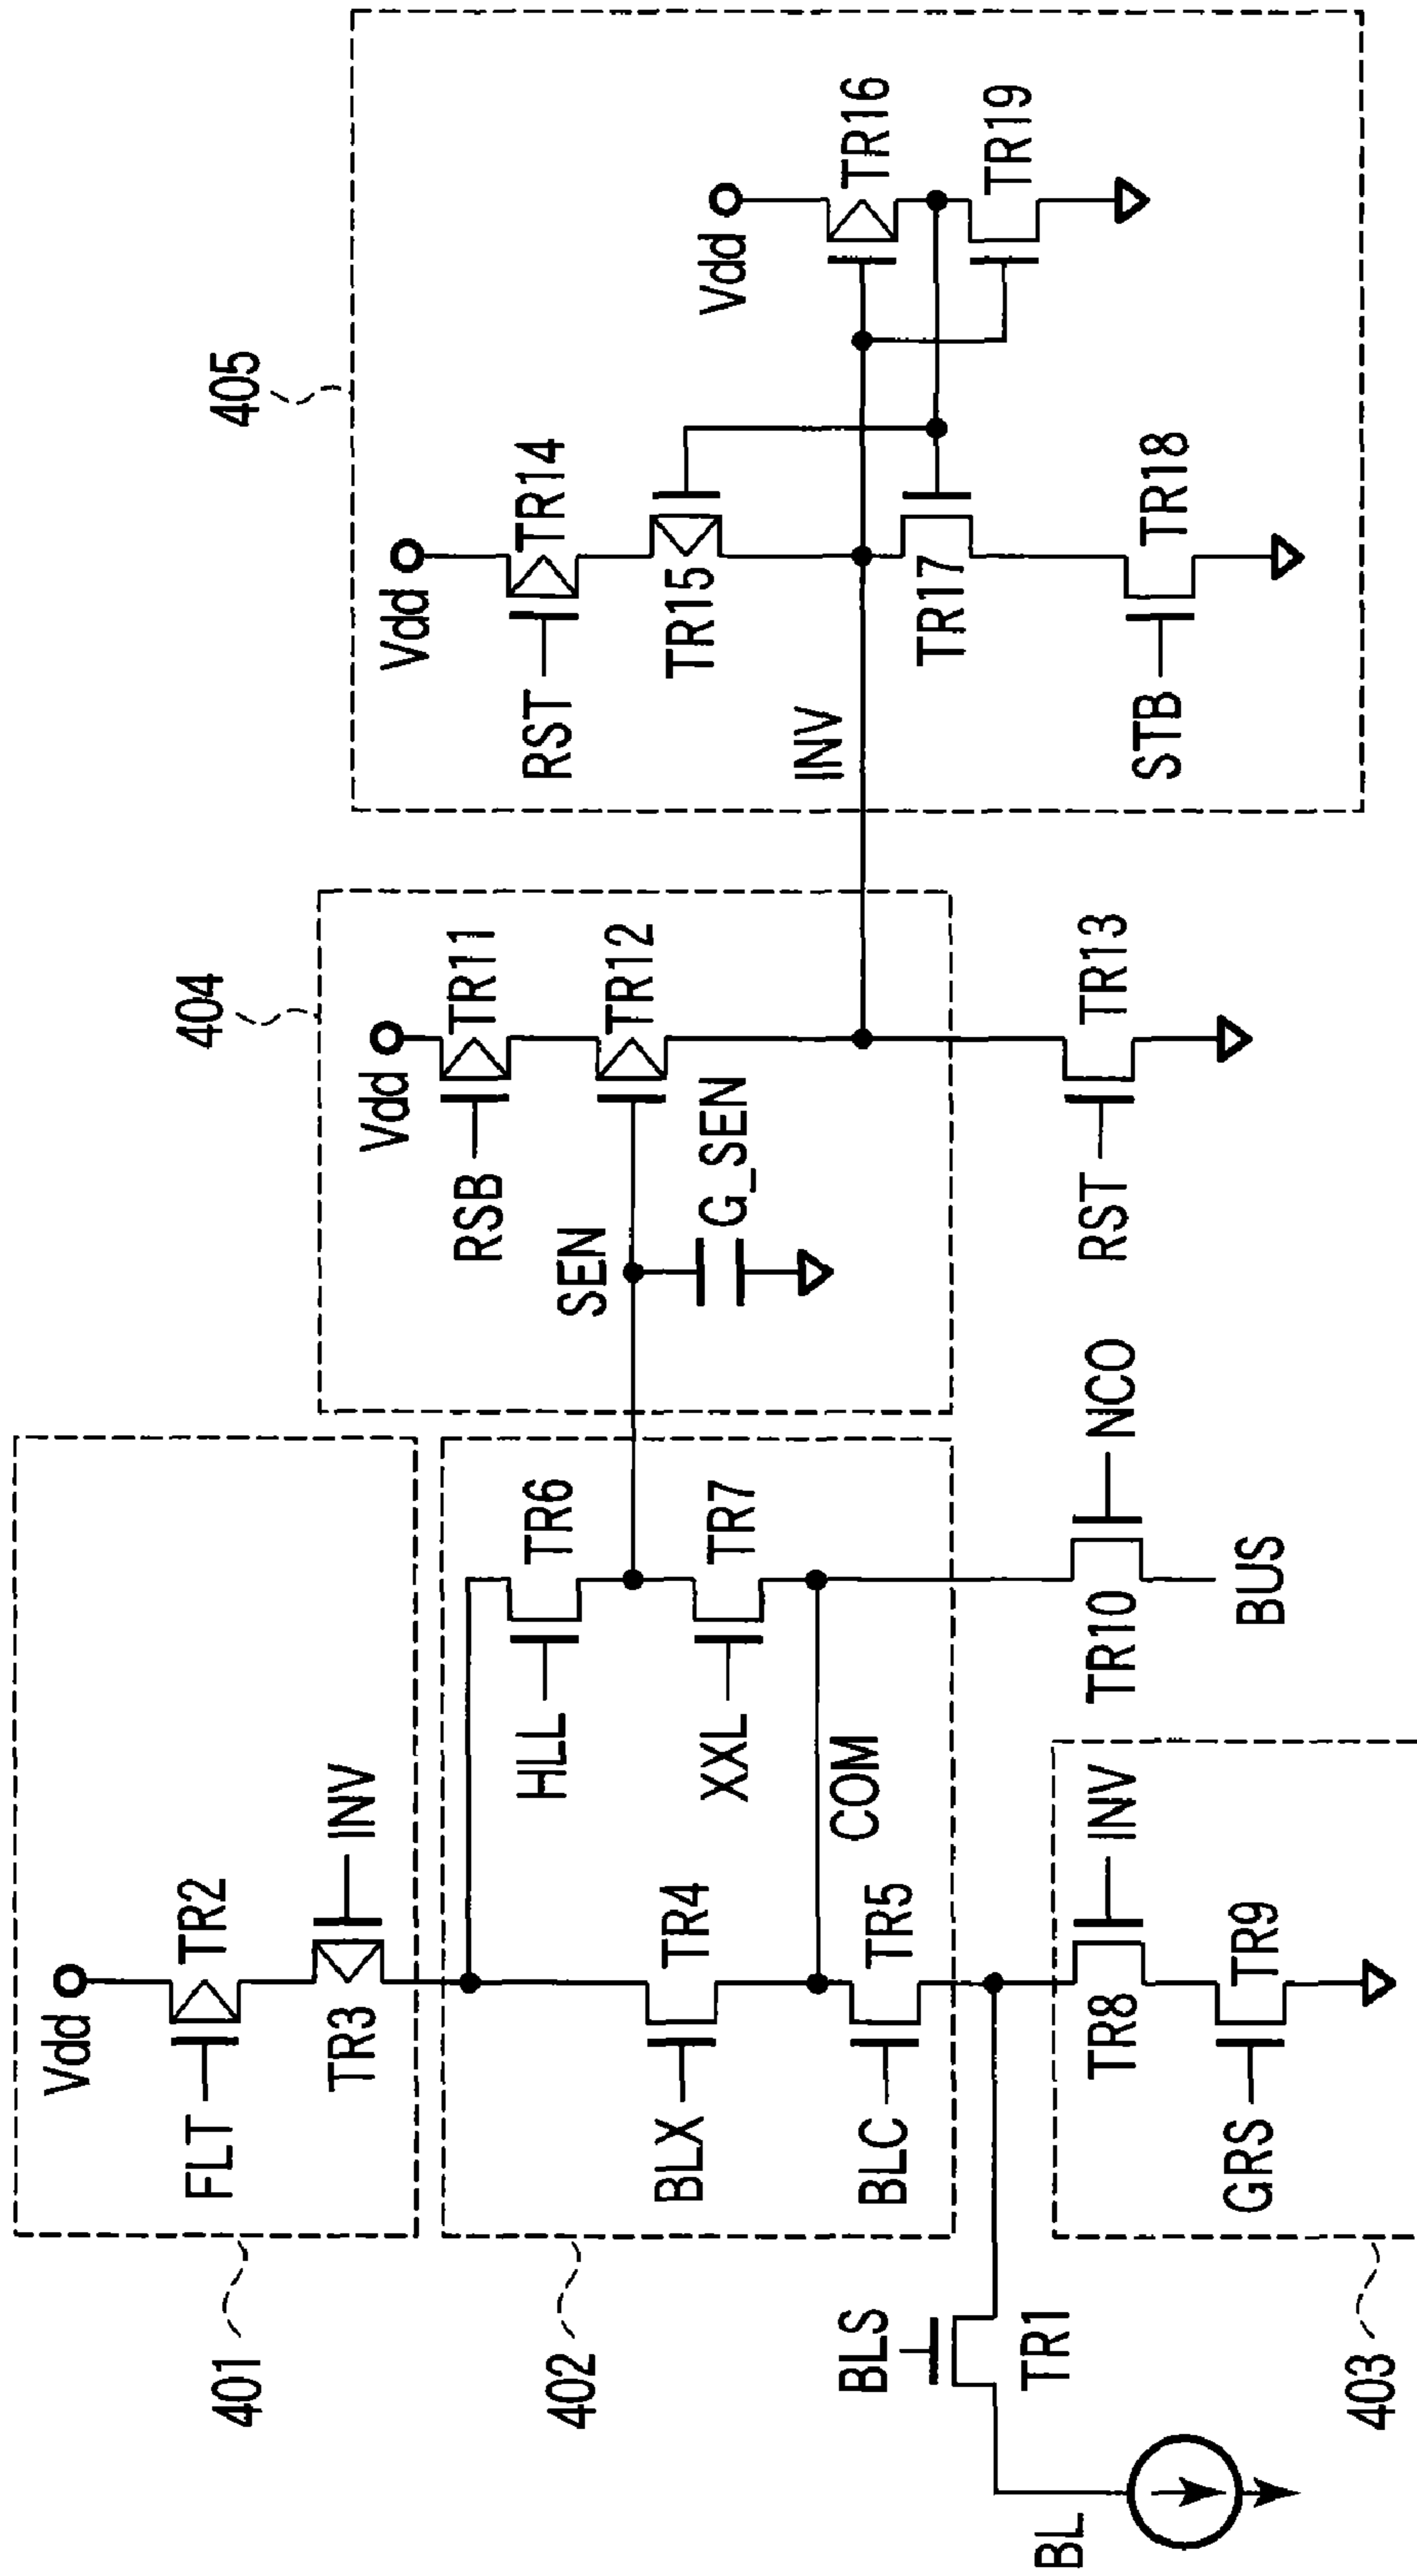 401
Vdd
FLT
TR2
TR3
INV
402
HLL
TR6
BLX
TR4
XXL
TR7
COM
BLC
TR5
BLS
TR1
BL
403
INV
TR8
GRS
TR9
NCO
TR10
BUS
404
Vdd
RSB
TR11
TR12
SEN
G_SEN
RST
TR13
405
Vdd
RST
TR14
TR15
INV
TR17
STB
TR18
Vdd
TR16
TR19